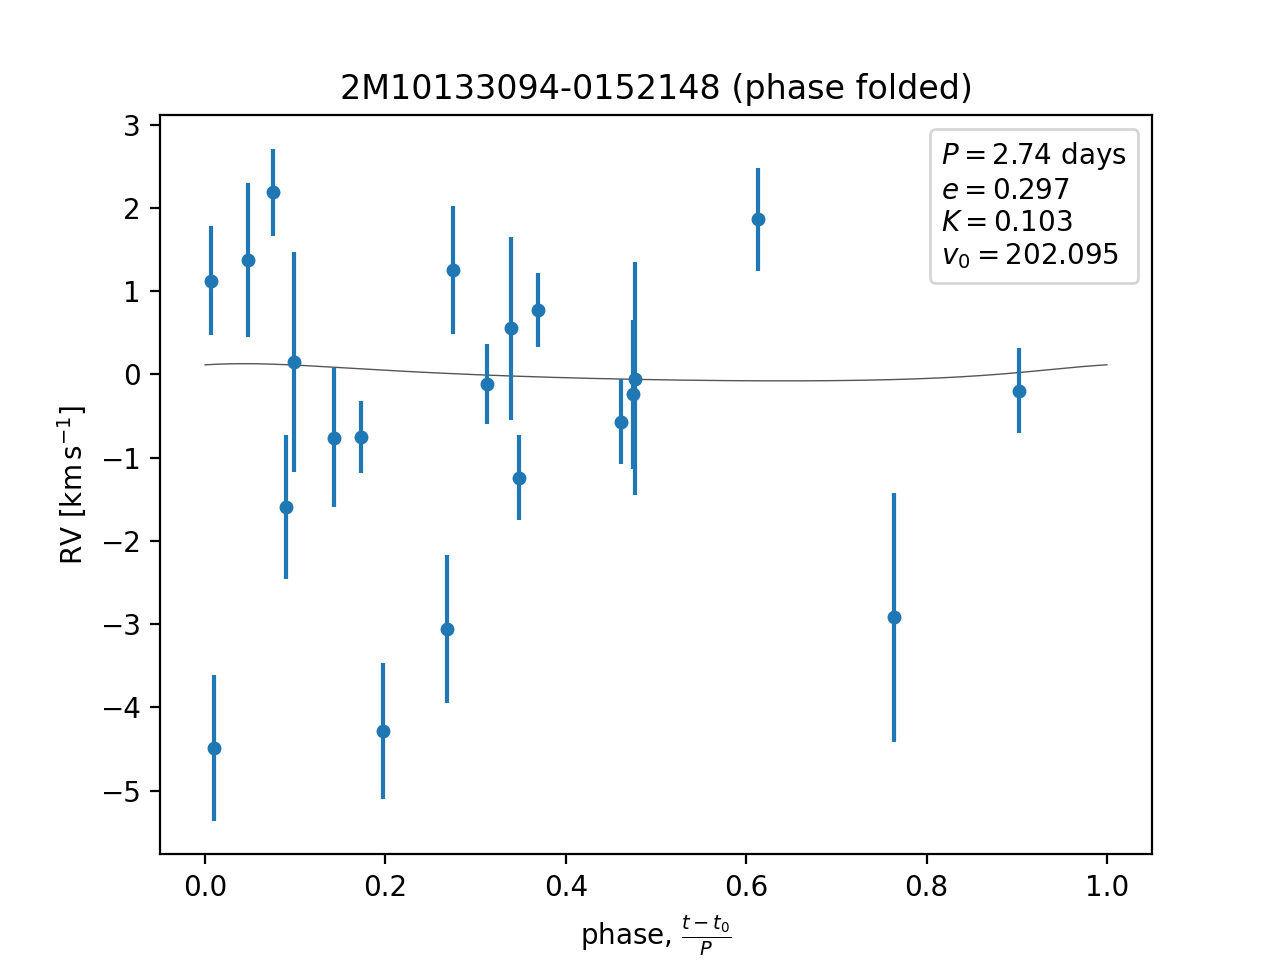 2M10133094-0152148 (phase folded)
P = 2.74 days
e = 0.297
K = 0.103
v₀ = 202.095
3
2
1
0
−1
−2
−3
−4
−5
RV [km s⁻¹]
0.0 0.2 0.4 0.6 0.8 1.0
phase, (t − t₀)/P